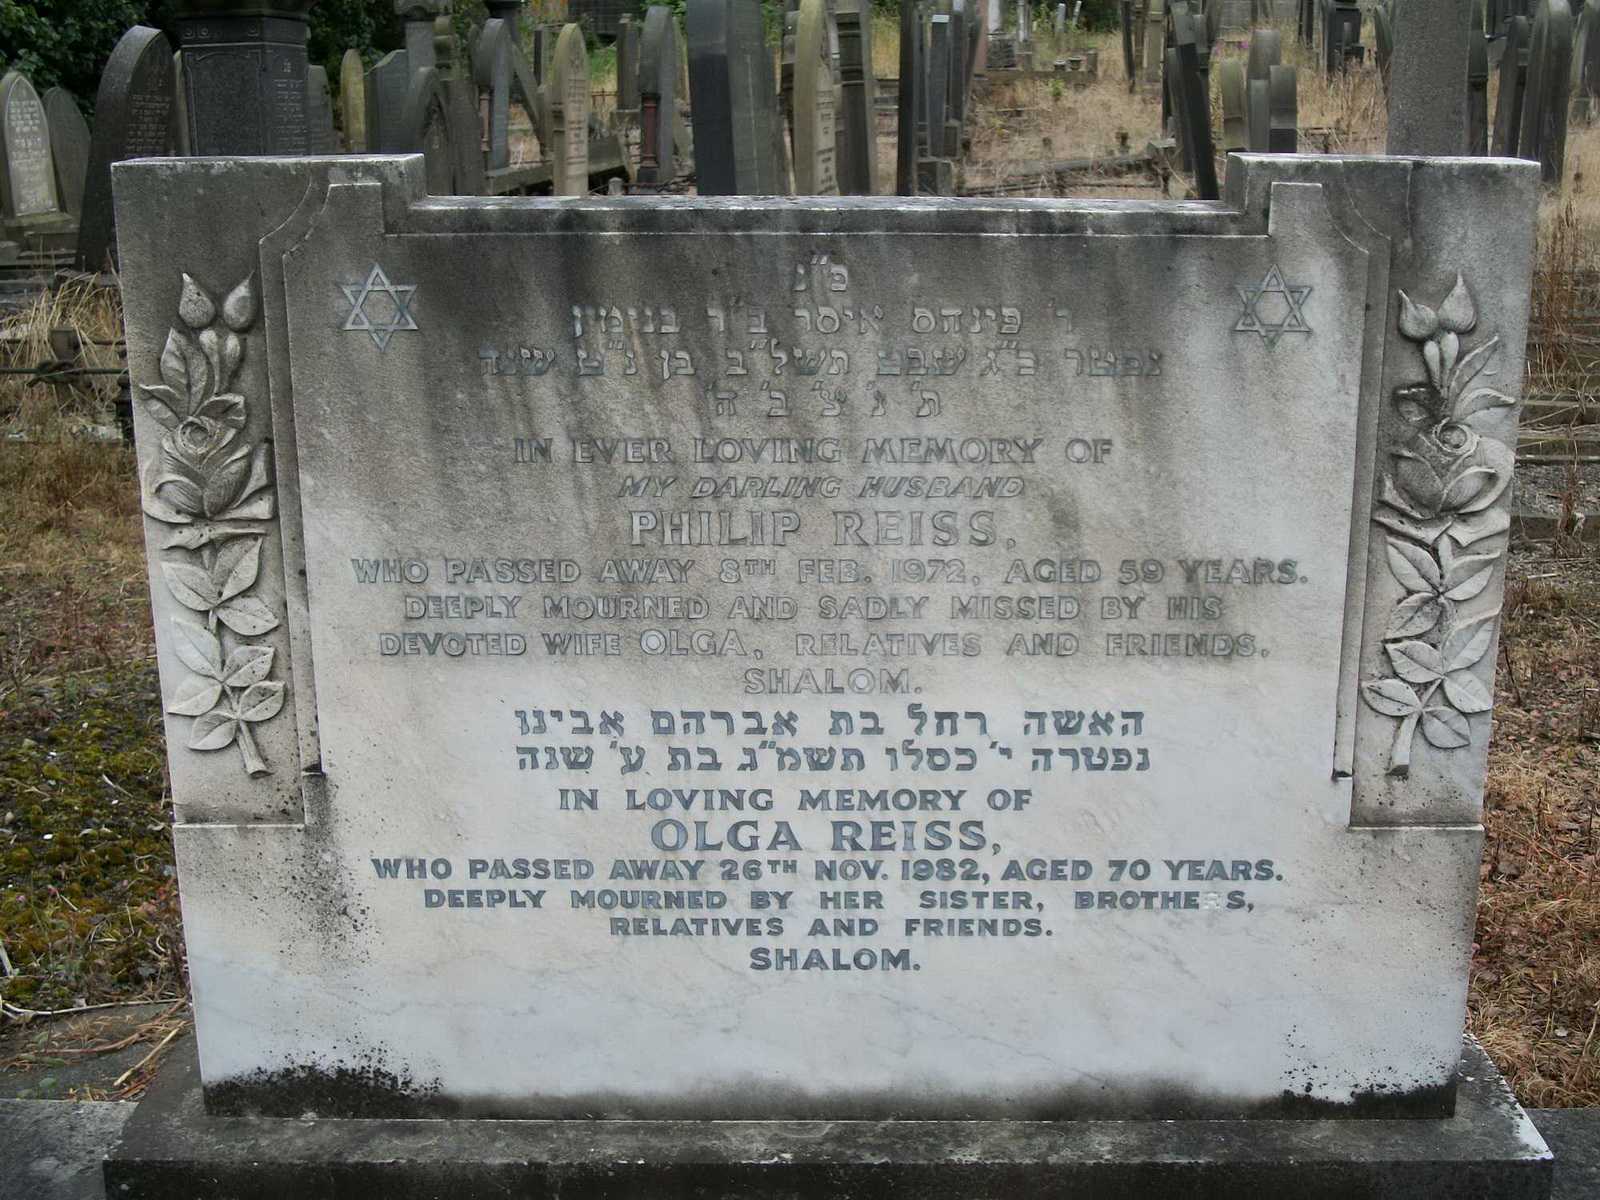 פ"נ
ר' פינחס איסר ב"ר בנימין
נפטר כ"ג שבט תשל"ב בן נ"ט שנה
ת' נ' צ' ב' ה'
IN EVER LOVING MEMORY OF
MY DARLING HUSBAND
PHILIP REISS,
WHO PASSED AWAY 8TH FEB. 1972, AGED 59 YEARS.
DEEPLY MOURNED AND SADLY MISSED BY HIS
DEVOTED WIFE OLGA, RELATIVES AND FRIENDS.
SHALOM.
האשה רחל בת אברהם אבינו
נפטרה י' כסלו תשמ"ג בת ע' שנה
IN LOVING MEMORY OF
OLGA REISS,
WHO PASSED AWAY 26TH NOV. 1982, AGED 70 YEARS.
DEEPLY MOURNED BY HER SISTER, BROTHERS,
RELATIVES AND FRIENDS.
SHALOM.